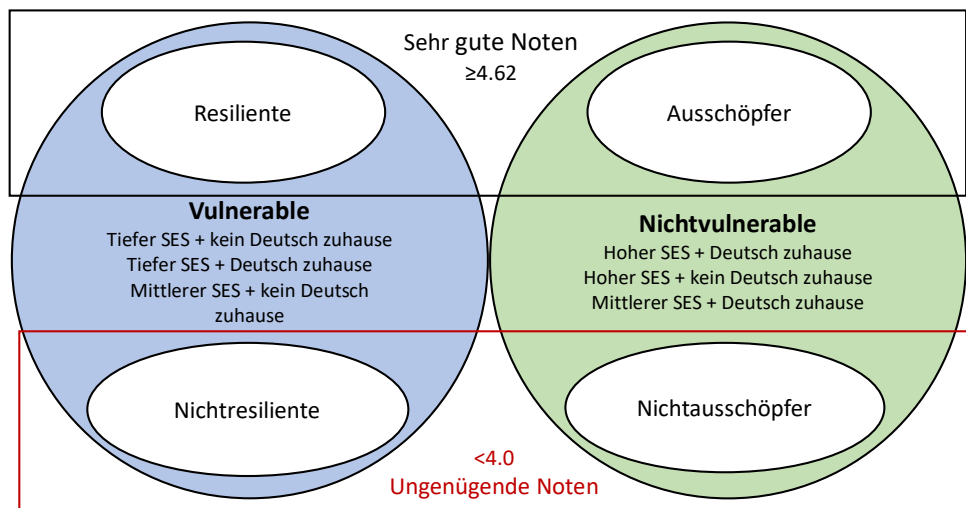 Sehr gute Noten
≥4.62
Resiliente
Ausschöpfer
Vulnerable
Tiefer SES + kein Deutsch zuhause
Tiefer SES + Deutsch zuhause
Mittlerer SES + kein Deutsch
zuhause
Nichtvulnerable
Hoher SES + Deutsch zuhause
Hoher SES + kein Deutsch zuhause
Mittlerer SES + Deutsch zuhause
Nichtresiliente
Nichtausschöpfer
<4.0
Ungenügende Noten